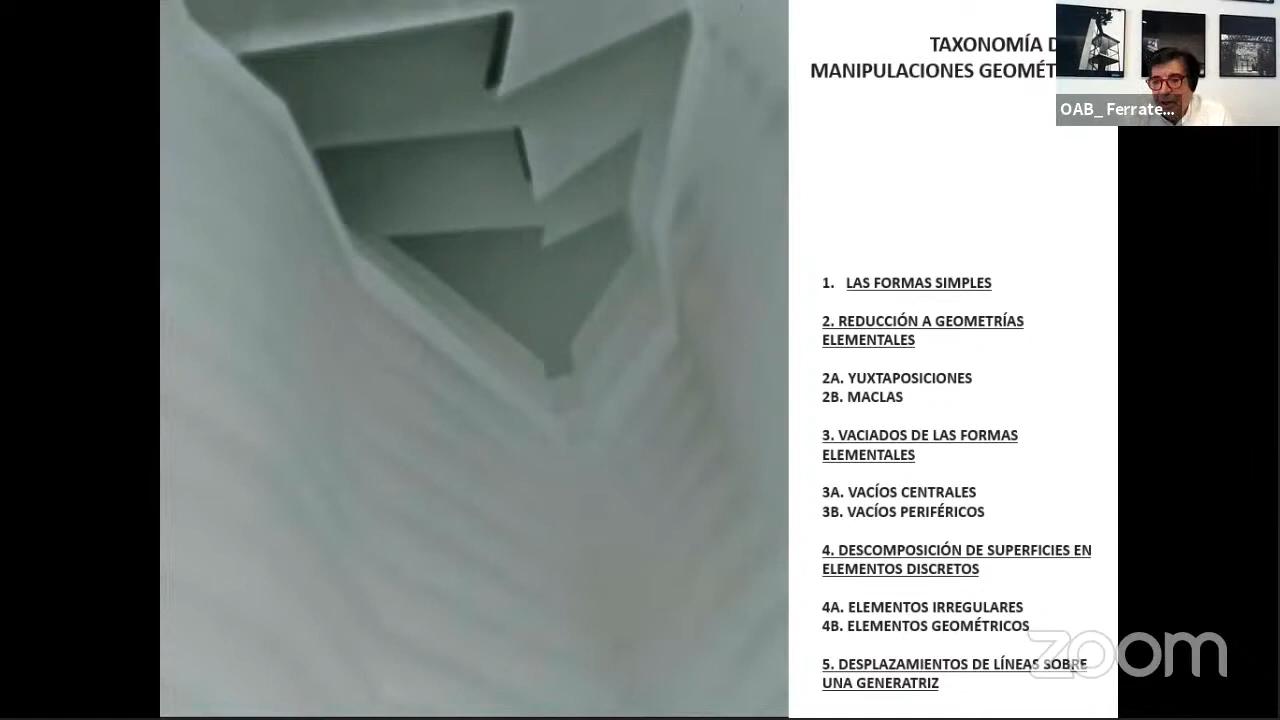 TAXONOMÍA
MANIPULACIONES
OAB_ Ferrate...
1. LAS FORMAS SIMPLES
2. REDUCCIÓN A GEOMETRÍAS
ELEMENTALES
2A. YUXTAPOSICIONES
2B. MACLAS
3. VACIADOS DE LAS FORMAS
ELEMENTALES
3A. VACÍOS CENTRALES
3B. VACÍOS PERIFÉRICOS
4. DESCOMPOSICIÓN DE SUPERFICIES EN
ELEMENTOS DISCRETOS
4A. ELEMENTOS IRREGULARES
4B. ELEMENTOS GEOMÉTRICOS
5. DESPLAZAMIENTOS DE LÍNEAS SOBRE
UNA GENERATRIZ
zoom